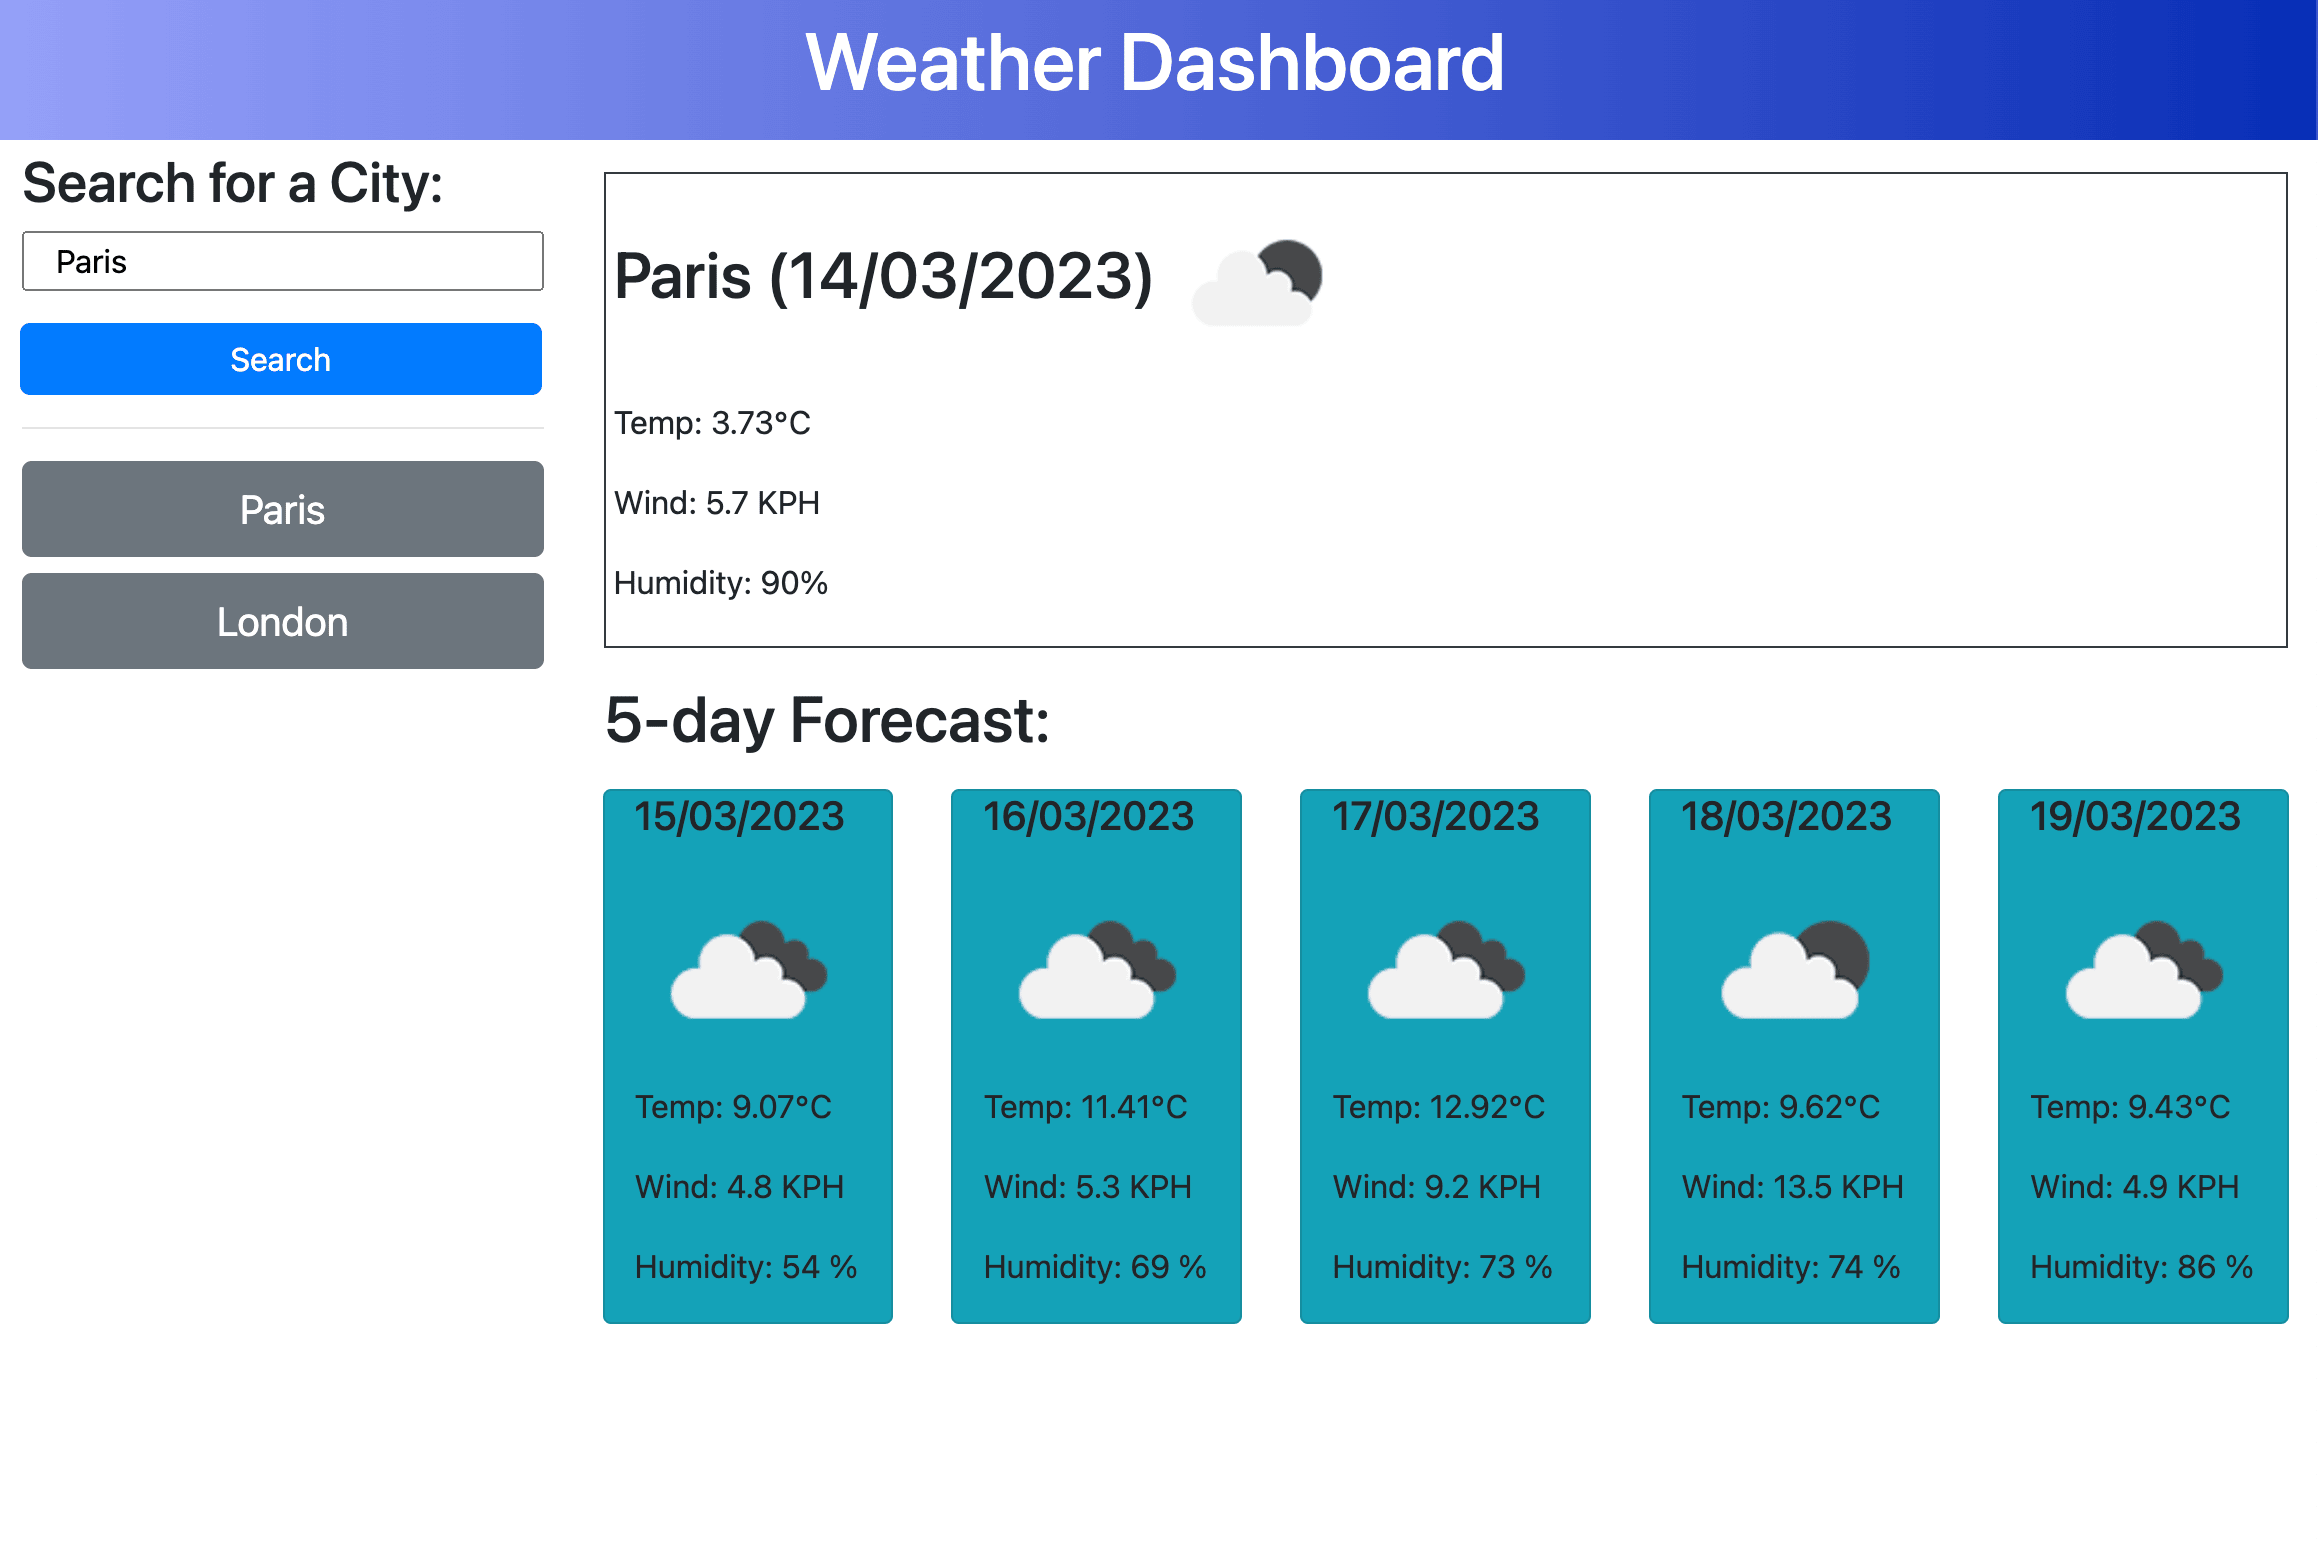 Weather Dashboard
Search for a City:
Paris
Search
Paris
London
Paris (14/03/2023)
Temp: 3.73°C
Wind: 5.7 KPH
Humidity: 90%
5-day Forecast:
15/03/2023
Temp: 9.07°C
Wind: 4.8 KPH
Humidity: 54 %
16/03/2023
Temp: 11.41°C
Wind: 5.3 KPH
Humidity: 69 %
17/03/2023
Temp: 12.92°C
Wind: 9.2 KPH
Humidity: 73 %
18/03/2023
Temp: 9.62°C
Wind: 13.5 KPH
Humidity: 74 %
19/03/2023
Temp: 9.43°C
Wind: 4.9 KPH
Humidity: 86 %